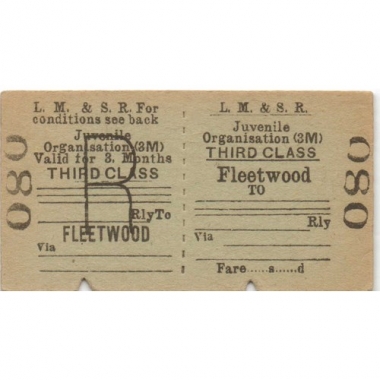 L. M. & S. R. For
conditions see back
Juvenile
Organisation (3M)
Valid for 3. Months
THIRD CLASS
R
Rly To
FLEETWOOD
Via
080
L. M. & S. R.
Juvenile
Organisation (3M)
THIRD CLASS
Fleetwood
TO
Rly
Via
Fare......s......d
080